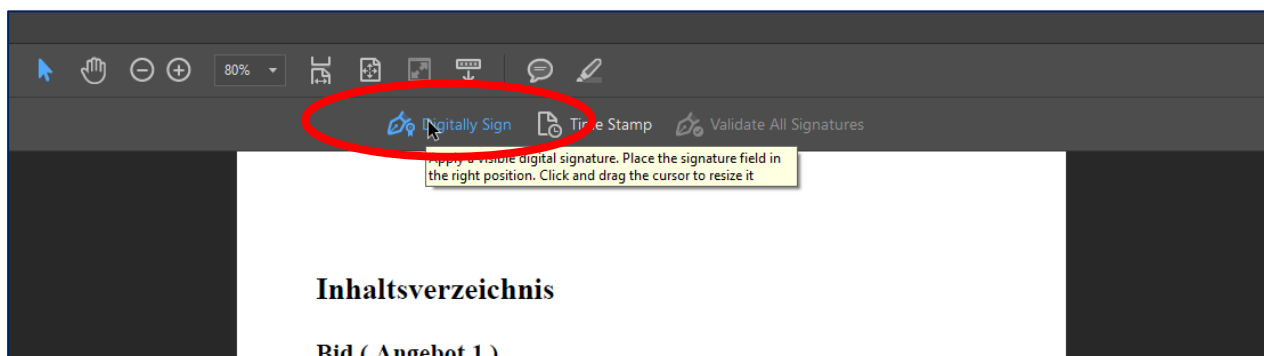 80%
Digitally Sign Time Stamp Validate All Signatures
Apply a visible digital signature. Place the signature field in
the right position. Click and drag the cursor to resize it
Inhaltsverzeichnis
Bid ( Angebot 1 )